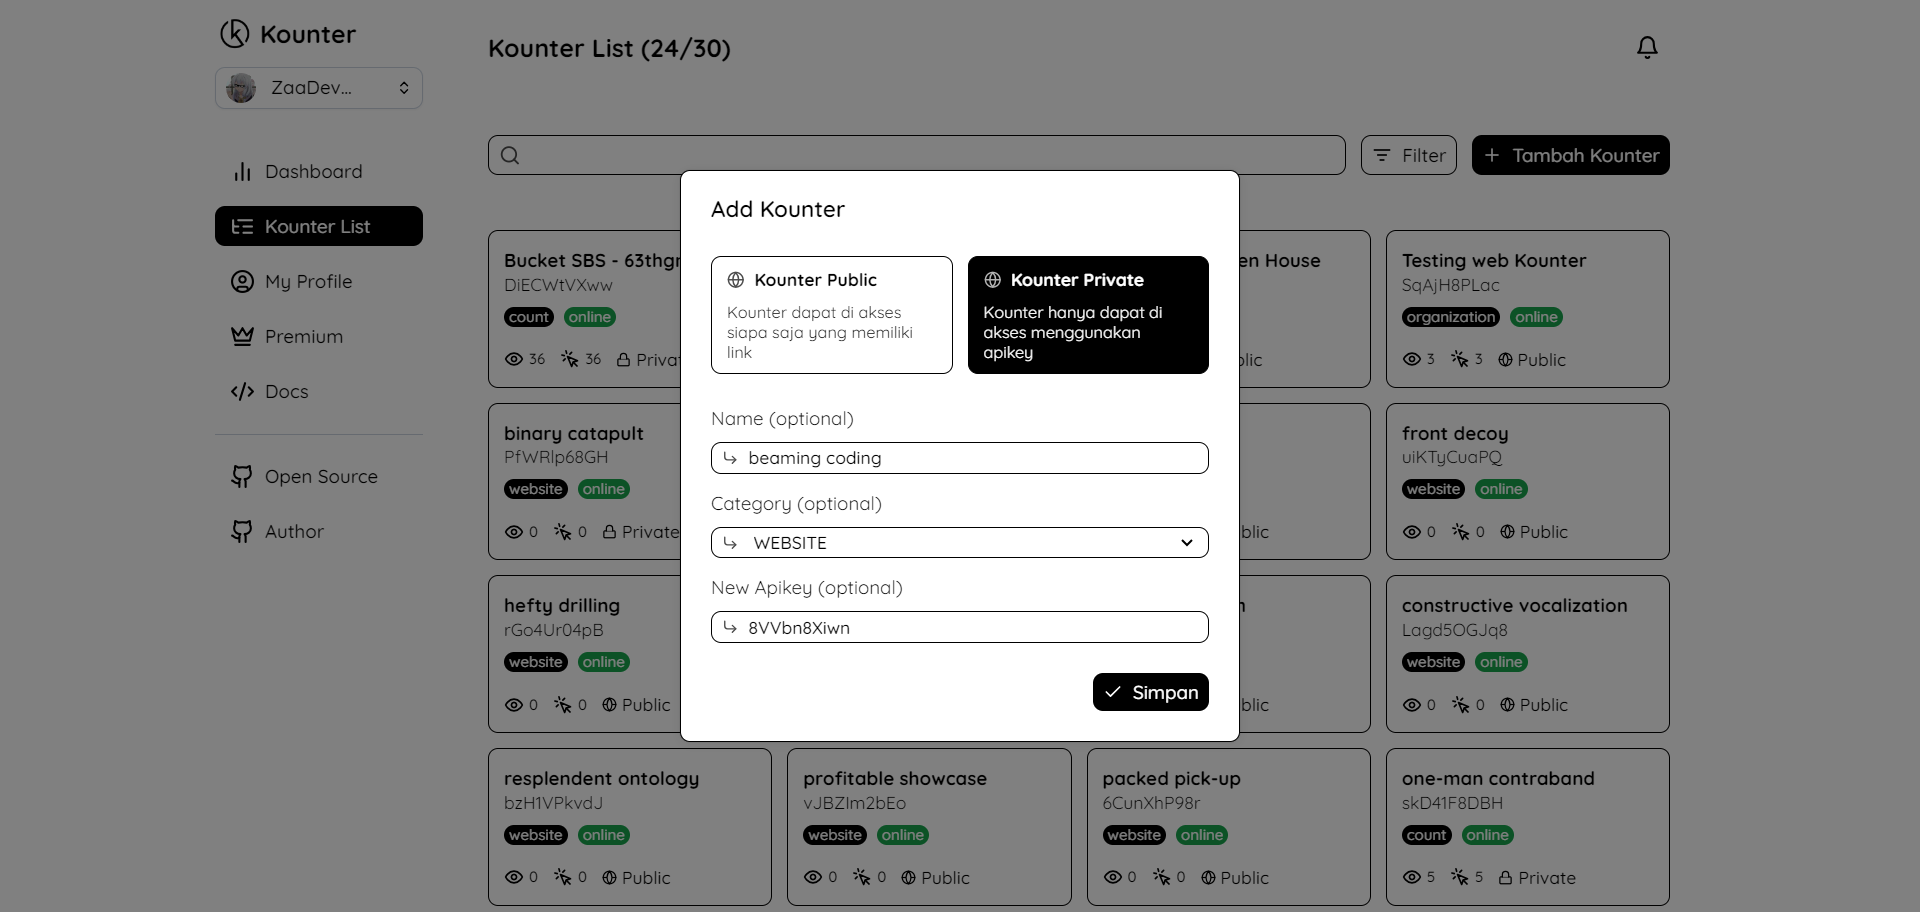 Kounter
ZaaDev...
Dashboard
Kounter List
My Profile
Premium
Docs
Open Source
Author
Kounter List (24/30)
Filter
Tambah Kounter
Add Kounter
Kounter Public
Kounter dapat di akses
siapa saja yang memiliki
link
Kounter Private
Kounter hanya dapat di
akses menggunakan
apikey
Name (optional)
beaming coding
Category (optional)
WEBSITE
New Apikey (optional)
8VVbn8Xiwn
Simpan
Bucket SBS - 63thgr
DiECWtVXww
count online
36 36 Privat
en House
blic
Testing web Kounter
SqAjH8PLac
organization online
3 3 Public
binary catapult
PfWRlp68GH
website online
0 0 Private
blic
front decoy
uiKTyCuaPQ
website online
0 0 Public
hefty drilling
rGo4Ur04pB
website online
0 0 Public
blic
constructive vocalization
Lagd5OGJq8
website online
0 0 Public
resplendent ontology
bzH1VPkvdJ
website online
0 0 Public
profitable showcase
vJBZIm2bEo
website online
0 0 Public
packed pick-up
6CunXhP98r
website online
0 0 Public
one-man contraband
skD41F8DBH
count online
5 5 Private